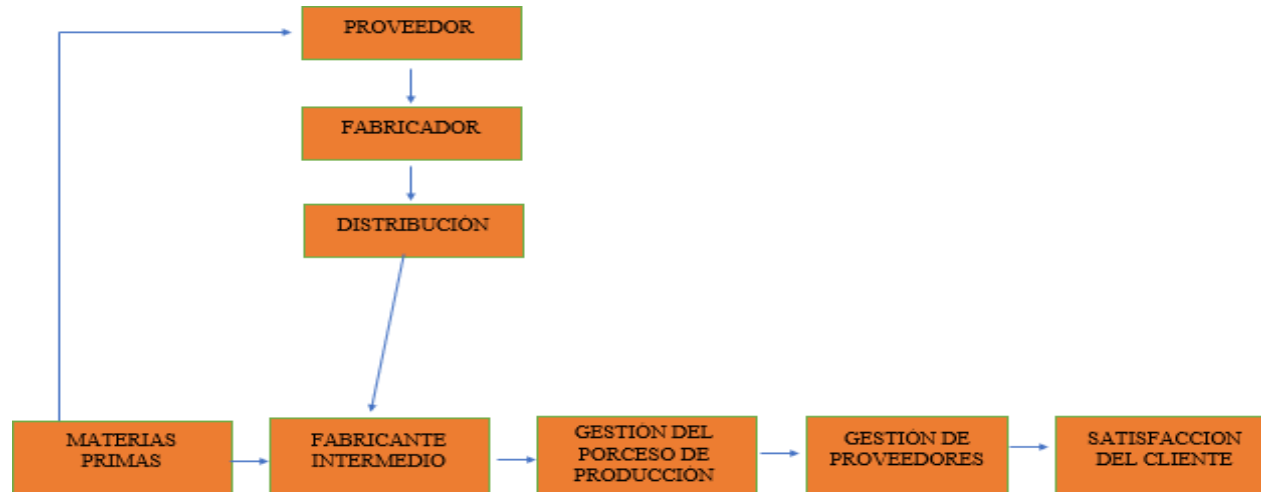 PROVEEDOR
FABRICADOR
DISTRIBUCIÓN
MATERIAS
PRIMAS
FABRICANTE
INTERMEDIO
GESTIÓN DEL
PORCESO DE
PRODUCCIÓN
GESTIÓN DE
PROVEEDORES
SATISFACCION
DEL CLIENTE